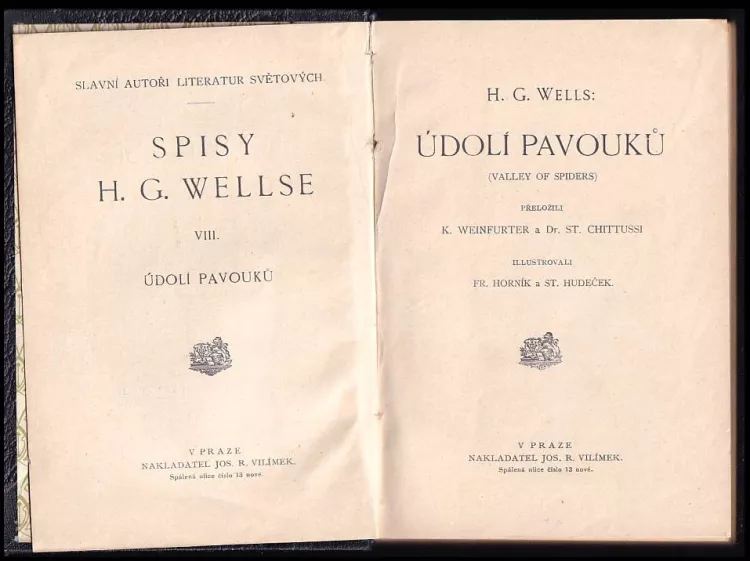 SLAVNÍ AUTOŘI LITERATUR SVĚTOVÝCH
SPISY
H. G. WELLSE
VIII.
ÚDOLÍ PAVOUKŮ
V PRAZE
NAKLADATEL JOS. R. VILÍMEK.
Spálená ulice číslo 13 nové.
H. G. WELLS:
ÚDOLÍ PAVOUKŮ
(VALLEY OF SPIDERS)
PŘELOŽILI
K. WEINFURTER a Dr. ST. CHITTUSSI
ILLUSTROVALI
FR. HORNÍK a ST. HUDEČEK.
V PRAZE
NAKLADATEL JOS. R. VILÍMEK.
Spálená ulice číslo 13 nové.